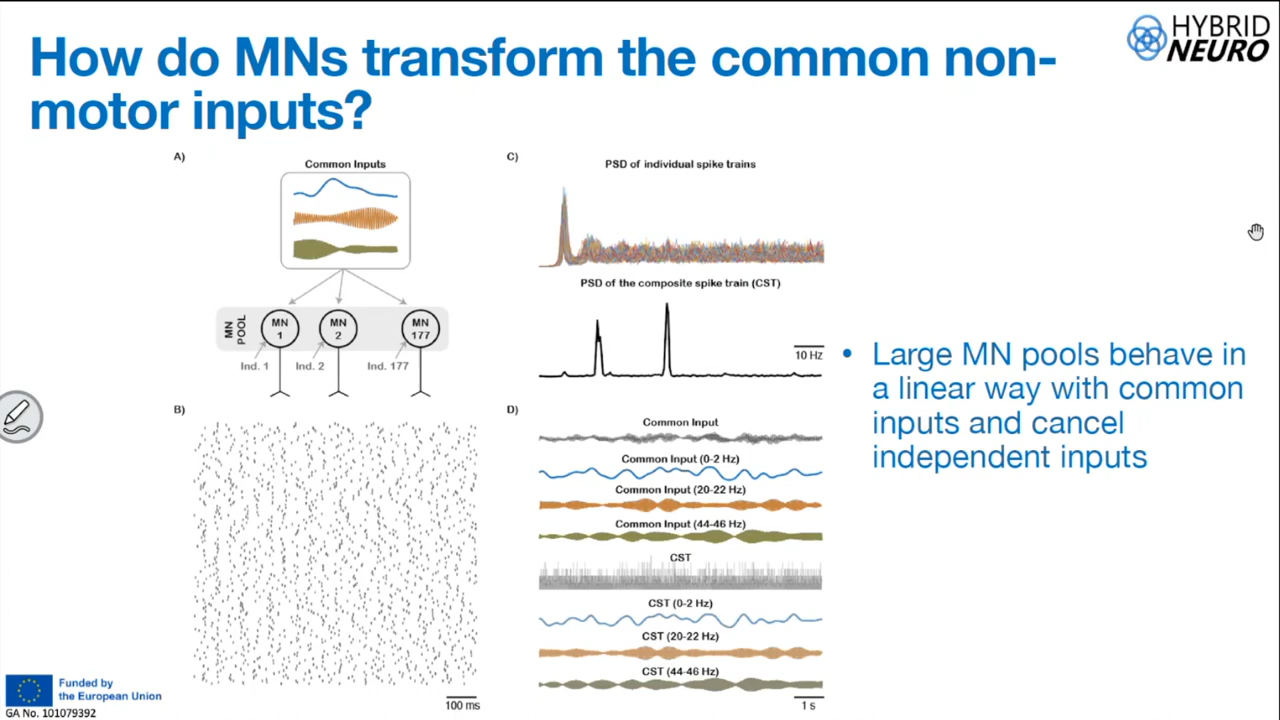 How do MNs transform the common non-
motor inputs?
HYBRID
NEURO
A)
Common Inputs
MN
POOL
MN
1
MN
2
MN
177
Ind. 1
Ind. 2
Ind. 177
B)
100 ms
C)
PSD of individual spike trains
PSD of the composite spike train (CST)
10 Hz
D)
Common Input
Common Input (0-2 Hz)
Common Input (20-22 Hz)
Common Input (44-46 Hz)
CST
CST (0-2 Hz)
CST (20-22 Hz)
CST (44-46 Hz)
1 s
• Large MN pools behave in
a linear way with common
inputs and cancel
independent inputs
Funded by
the European Union
GA No. 101079392